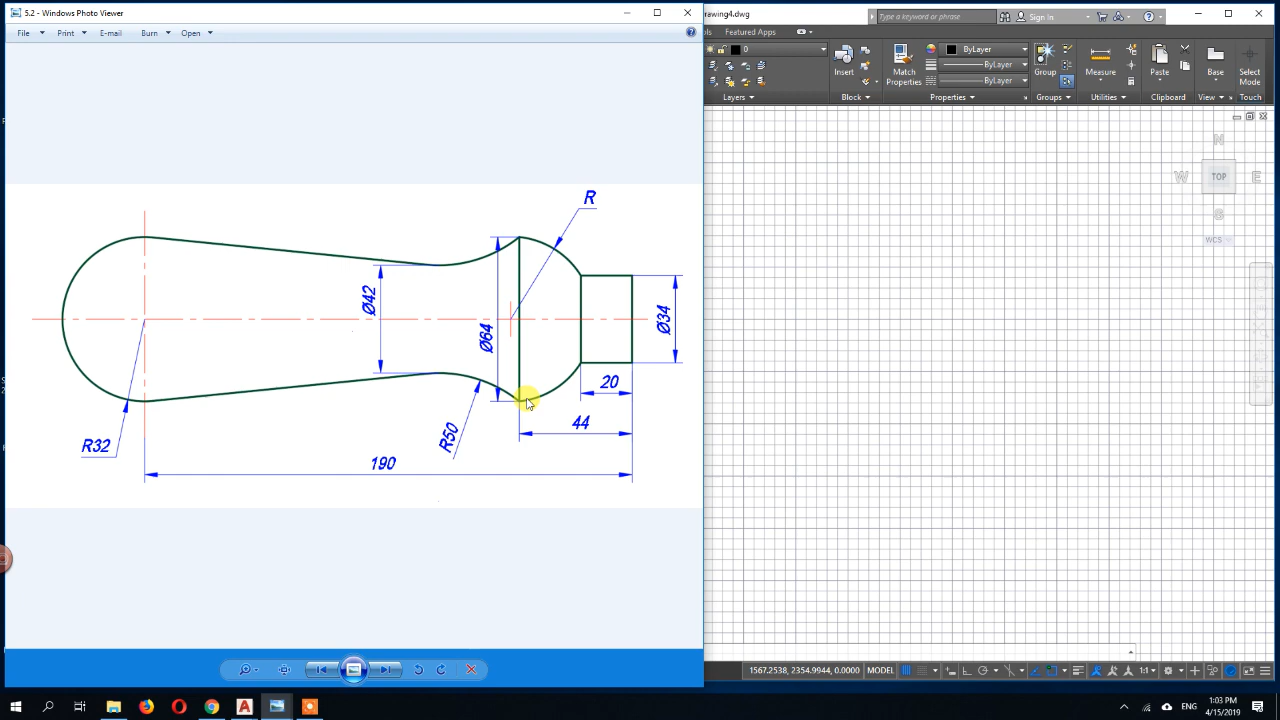 5.2 - Windows Photo Viewer
File Print E-mail Burn Open
rawing4.dwg
Type a keyword or phrase
Sign In
Featured Apps
0
Insert
Match
Properties
ByLayer
ByLayer
ByLayer
Group
Measure
Paste
Base
Select
Mode
Layers
Block
Properties
Groups
Utilities
Clipboard
View
Touch
N
W
TOP
E
S
WCS
R
Ø42
Ø64
Ø34
20
44
R50
R32
190
1567.2538, 2354.9944, 0.0000 MODEL
1:1
ENG
1:03 PM
4/15/2019